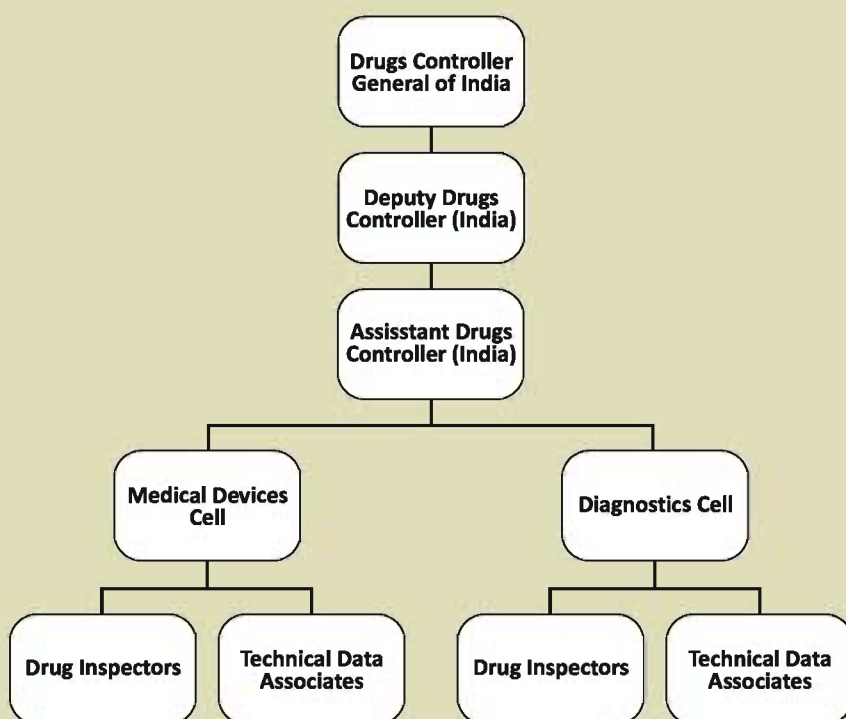 Drugs Controller
General of India
Deputy Drugs
Controller (India)
Assisstant Drugs
Controller (India)
Medical Devices
Cell
Diagnostics Cell
Drug Inspectors
Technical Data
Associates
Drug Inspectors
Technical Data
Associates